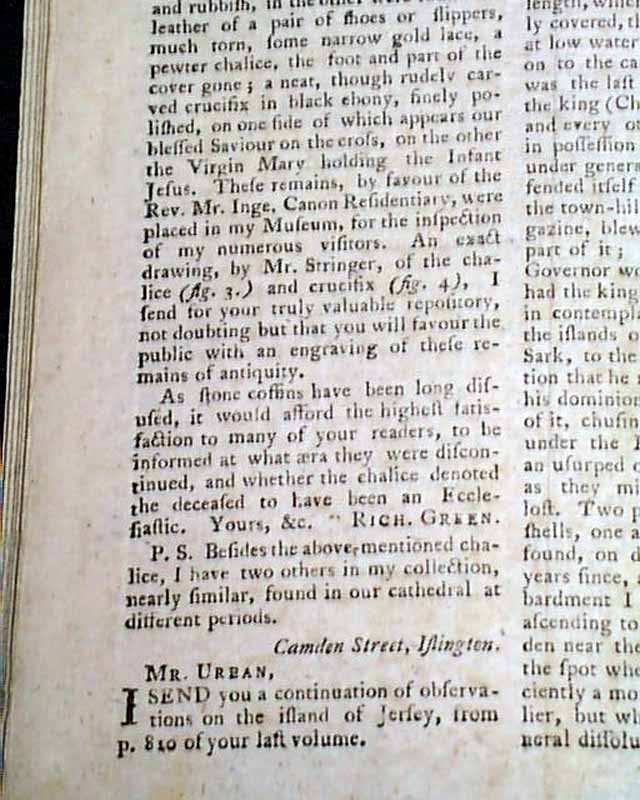 and rubbiſh, in the other were
leather of a pair of ſhoes or ſlippers,
much torn, ſome narrow gold lace, a
pewter chalice, the foot and part of the
cover gone; a neat, though rudely car-
ved crucifix in black ebony, finely po-
liſhed, on one ſide of which appears our
bleſſed Saviour on the croſs, on the other
the Virgin Mary holding the Infant
Jeſus. Theſe remains, by favour of the
Rev. Mr. Inge, Canon Reſidentiary, were
placed in my Muſeum, for the inſpection
of my numerous viſitors. An exact
drawing, by Mr. Stringer, of the cha-
lice (fig. 3.) and crucifix (fig. 4), I
ſend for your truly valuable repoſitory,
not doubting but that you will favour the
public with an engraving of theſe re-
mains of antiquity.
As ſtone coffins have been long diſ-
uſed, it would afford the higheſt ſatis-
faction to many of your readers, to be
informed at what æra they were diſcon-
tinued, and whether the chalice denoted
the deceaſed to have been an Eccle-
ſiaſtic. Yours, &c. RICH. GREEN.
P. S. Beſides the above-mentioned cha-
lice, I have two others in my collection,
nearly ſimilar, found in our cathedral at
different periods.
Camden Street, Iſlington.
MR. URBAN,
I SEND you a continuation of obſerva-
tions on the iſland of Jerſey, from
p. 810 of your laſt volume.
length, which
ly covered, t
at low water
on to the ca
was the laſt
the king (Ch
and every o
in poſſeſſion
under genera
fended itſelf
the town-hil
gazine, blew
part of it;
Governor we
had the king
in contempla
the iſlands o
Sark, to the
tion that he
his dominion
of it, chuſin
under the
an uſurped
as they mi
loſt. Two p
ſhells, one a
found, on d
years ſince,
bardment I
aſcending to
den near the
the ſpot whe
ciently a mo
lier, but wh
neral diſſolu